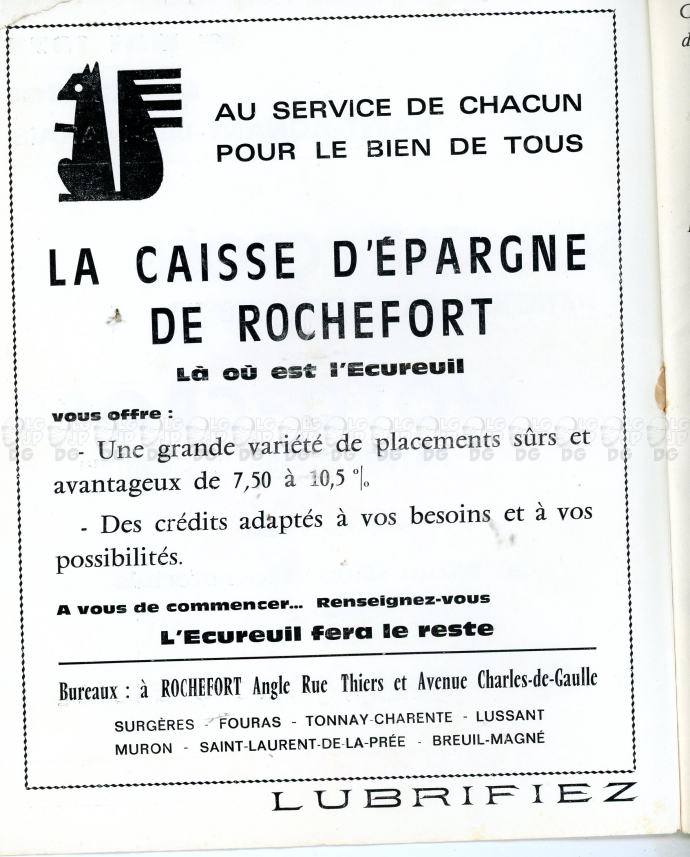 AU SERVICE DE CHACUN
POUR LE BIEN DE TOUS
LA CAISSE D'ÉPARGNE
DE ROCHEFORT
Là où est l'Ecureuil
vous offre :
- Une grande variété de placements sûrs et
avantageux de 7,50 à 10,5 %
- Des crédits adaptés à vos besoins et à vos
possibilités.
A vous de commencer... Renseignez-vous
L'Ecureuil fera le reste
Bureaux : à ROCHEFORT Angle Rue Thiers et Avenue Charles-de-Gaulle
SURGÈRES - FOURAS - TONNAY-CHARENTE - LUSSANT
MURON - SAINT-LAURENT-DE-LA-PRÉE - BREUIL-MAGNÉ
LUBRIFIEZ